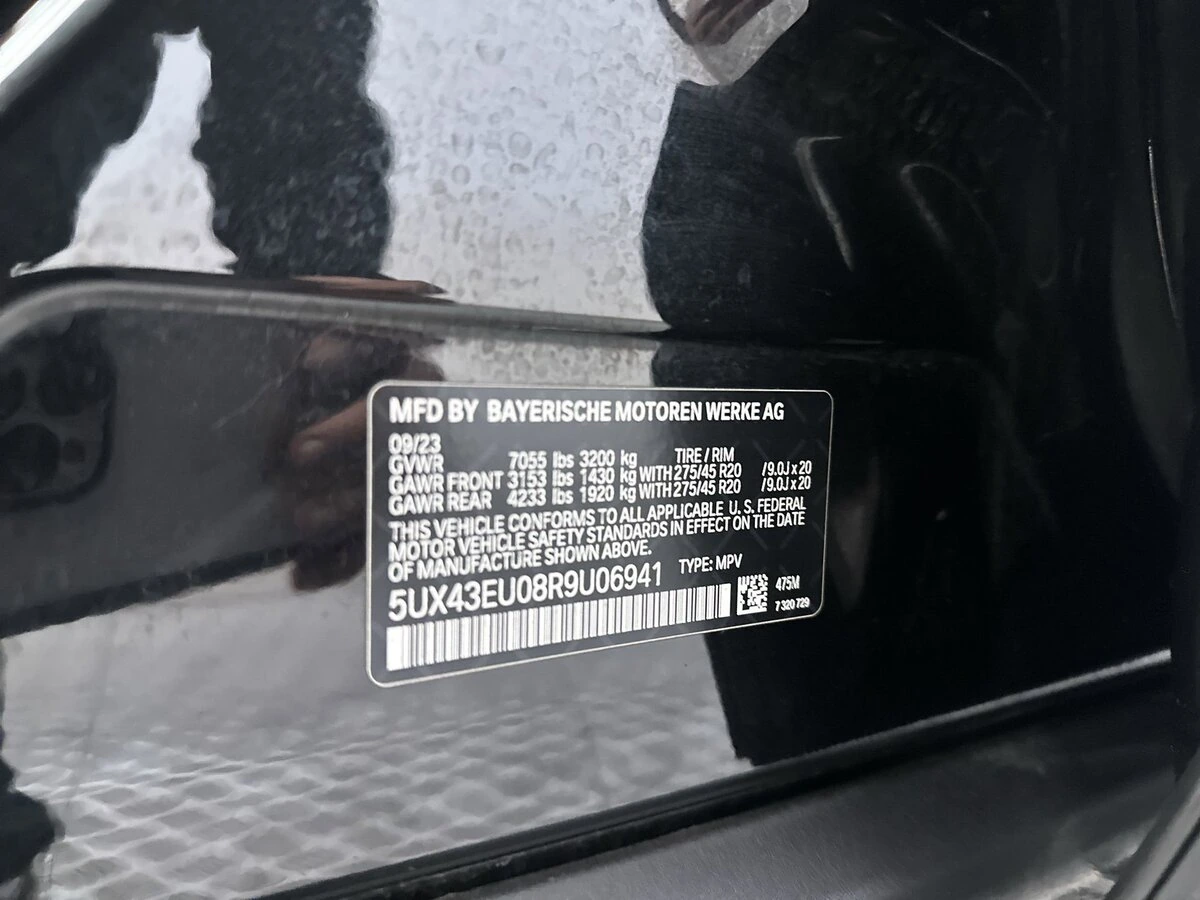 MFD BY BAYERISCHE MOTOREN WERKE AG
09/23
GVWR 7055 lbs 3200 kg TIRE / RIM
GAWR FRONT 3153 lbs 1430 kg WITH 275/45 R20 /9.0J x 20
GAWR REAR 4233 lbs 1920 kg WITH 275/45 R20 /9.0J x 20
THIS VEHICLE CONFORMS TO ALL APPLICABLE U. S. FEDERAL
MOTOR VEHICLE SAFETY STANDARDS IN EFFECT ON THE DATE
OF MANUFACTURE SHOWN ABOVE.
TYPE: MPV
5UX43EU08R9U06941
475M
7 320 729